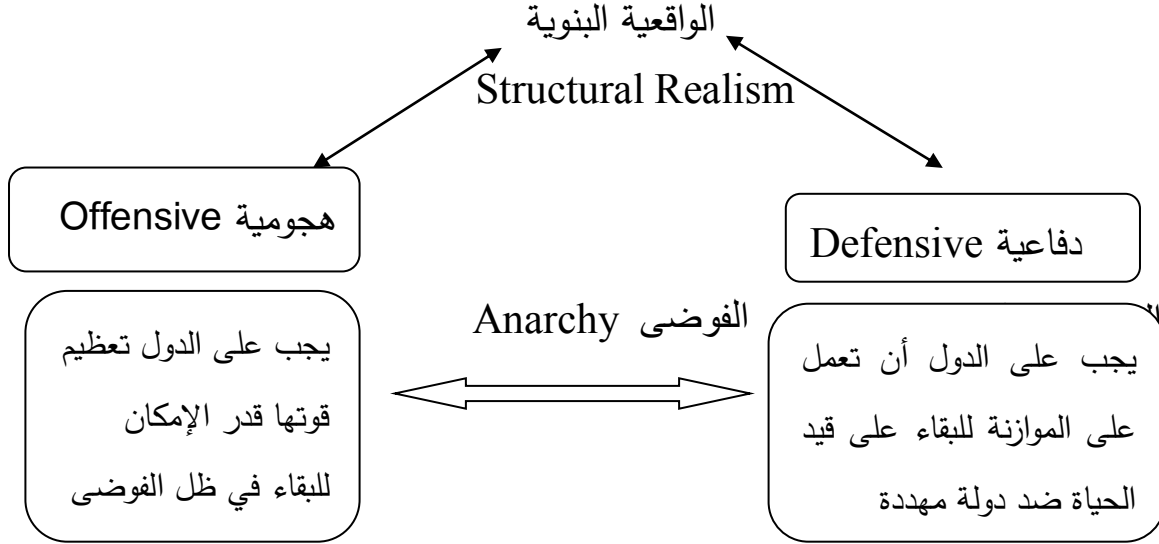 الواقعية البنوية
Structural Realism
هجومية Offensive
دفاعية Defensive
الفوضى Anarchy
يجب على الدول تعظيم
قوتها قدر الإمكان
للبقاء في ظل الفوضى
يجب على الدول أن تعمل
على الموازنة للبقاء على قيد
الحياة ضد دولة مهددة